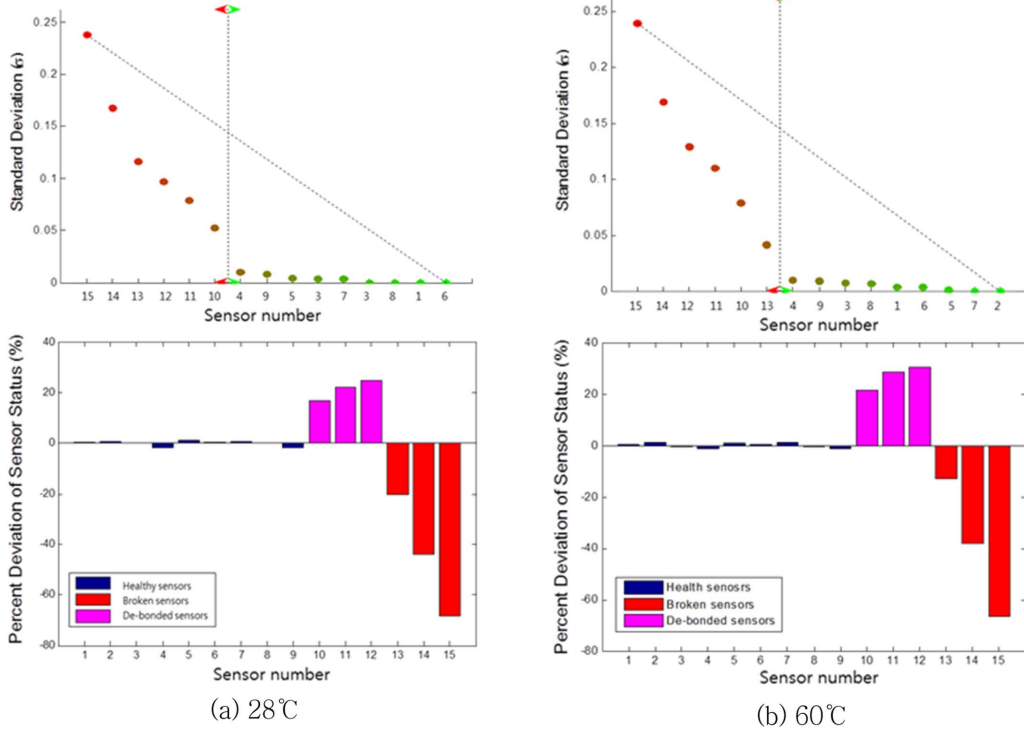 Standard Deviation (σ)
0.25
0.2
0.15
0.1
0.05
0
15 14 13 12 11 10 4 9 5 3 7 3 8 1 6
Sensor number
Percent Deviation of Sensor Status (%)
40
20
0
-20
-40
-60
-80
Healthy sensors
Broken sensors
De-bonded sensors
1 2 3 4 5 6 7 8 9 10 11 12 13 14 15
Sensor number
(a) 28℃
Standard Deviation (σ)
0.25
0.2
0.15
0.1
0.05
0
15 14 12 11 10 13 4 9 3 8 1 6 5 7 2
Sensor number
Percent Deviation of Sensor Status (%)
40
20
0
-20
-40
-60
-80
Health senosrs
Broken sensors
De-bonded sensors
1 2 3 4 5 6 7 8 9 10 11 12 13 14 15
Sensor number
(b) 60℃